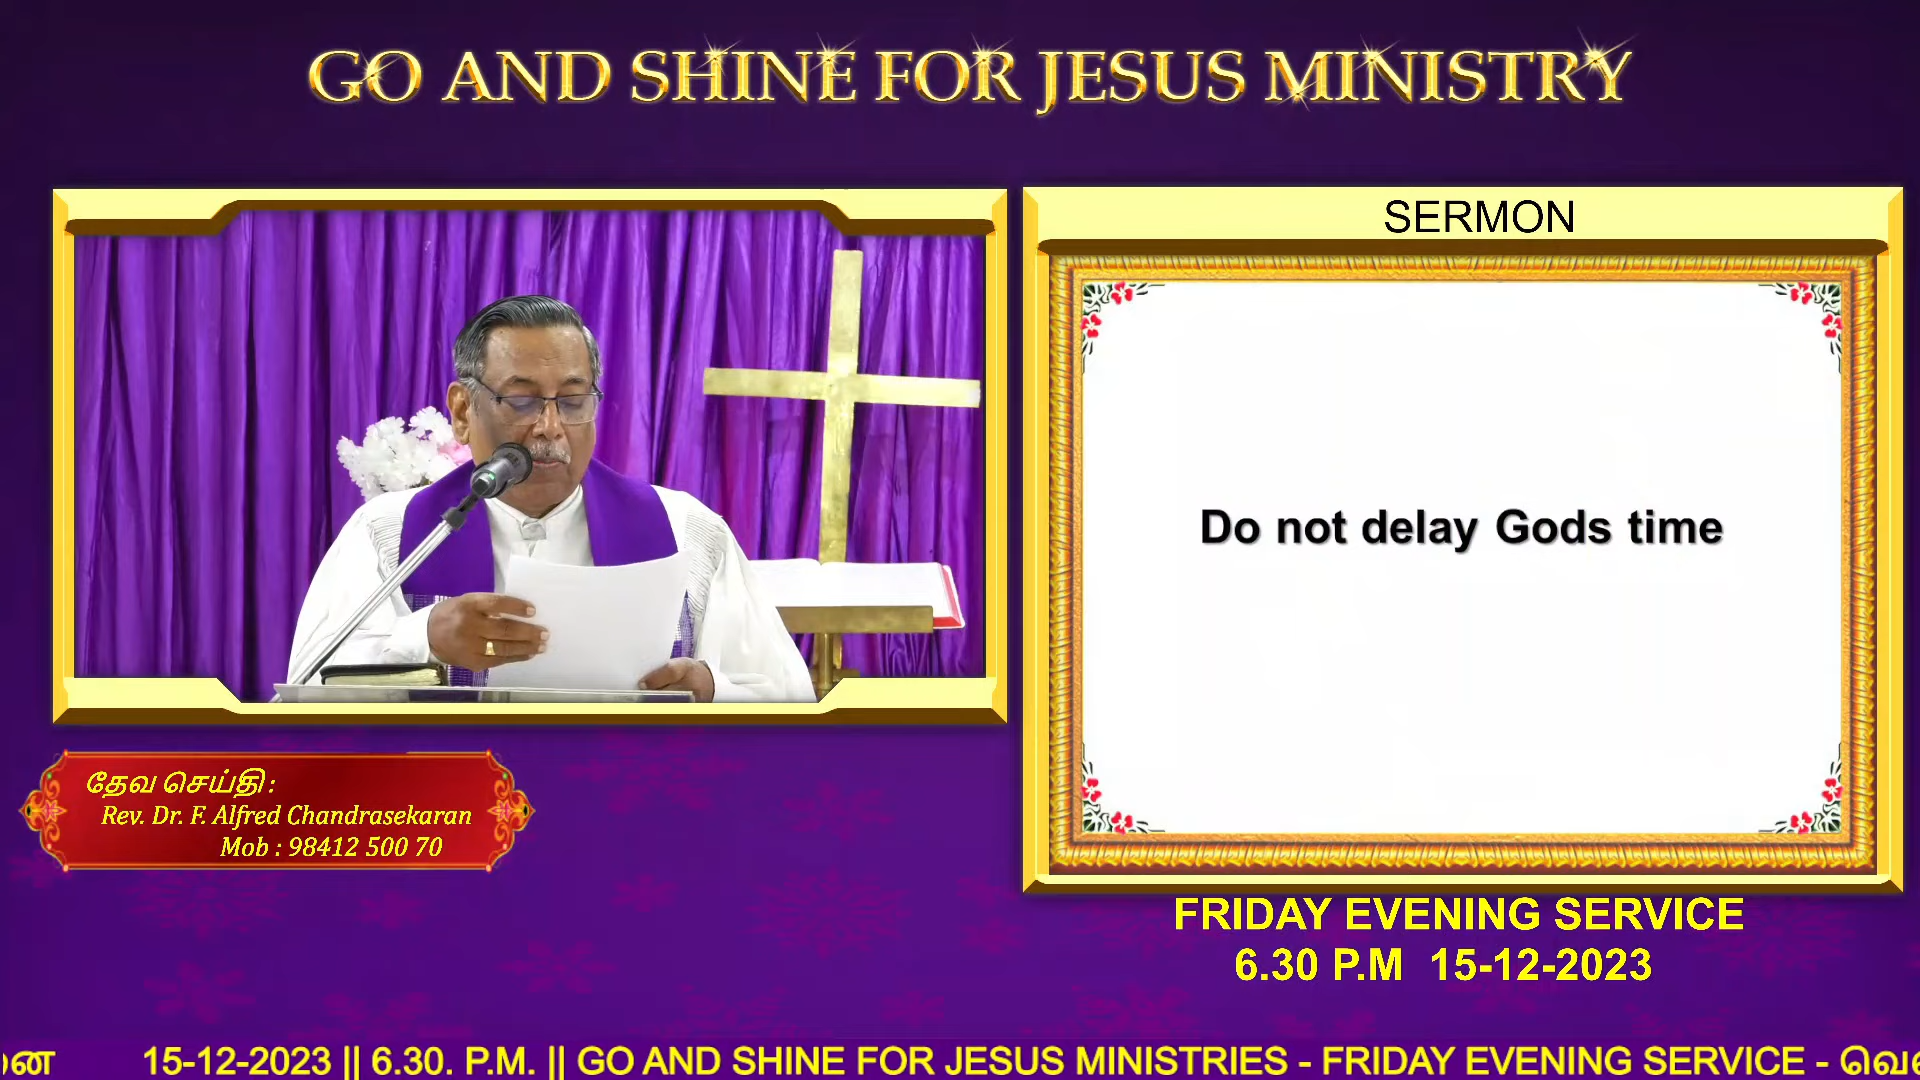 GO AND SHINE FOR JESUS MINISTRY
SERMON
Do not delay Gods time
தேவ செய்தி :
Rev. Dr. F. Alfred Chandrasekaran
Mob : 98412 500 70
FRIDAY EVENING SERVICE
6.30 P.M 15-12-2023
15-12-2023 || 6.30. P.M. || GO AND SHINE FOR JESUS MINISTRIES - FRIDAY EVENING SERVICE -